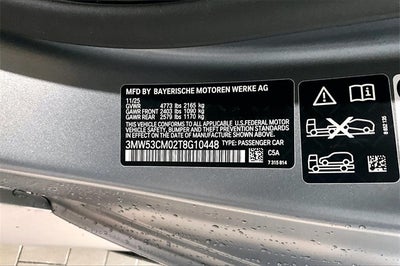 MFD BY BAYERISCHE MOTOREN WERKE AG
11/25
GVWR 4773 lbs 2165 kg
GAWR FRONT 2403 lbs 1090 kg
GAWR REAR 2579 lbs 1170 kg
THIS VEHICLE CONFORMS TO ALL APPLICABLE
U.S.FEDERAL MOTOR VEHICLE SAFETY, BUMPER,
AND THEFT PREVENTION STANDARDS
IN EFFECT ON THE DATE OF MANUFACTURE SHOWN ABOVE.
3MW53CM02T8G10448 TYPE: PASSENGER CAR
C5A
7 315 814
8 602 135